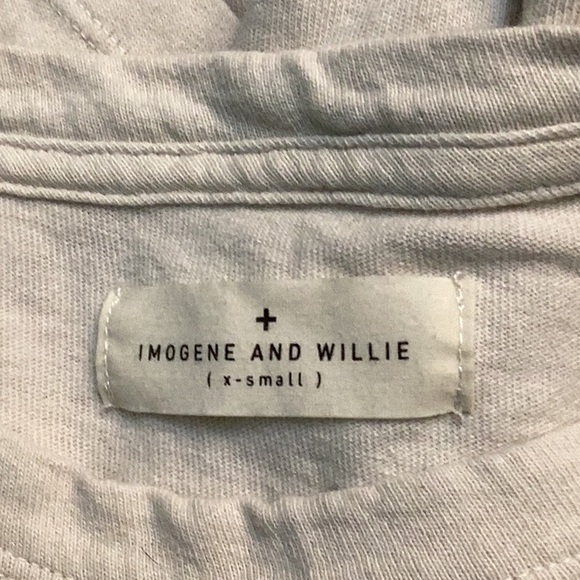 +
IMOGENE AND WILLIE
( x-small )